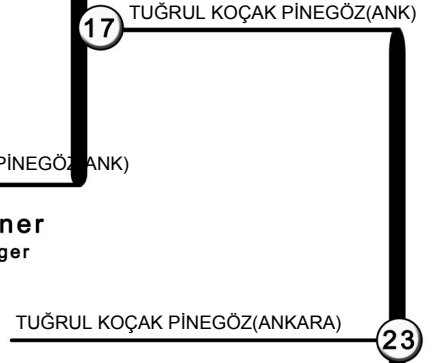 TUĞRUL KOÇAK PİNEGÖZ(ANK)
17
PİNEGÖZ(ANK)
ner
ger
TUĞRUL KOÇAK PİNEGÖZ(ANKARA)
23